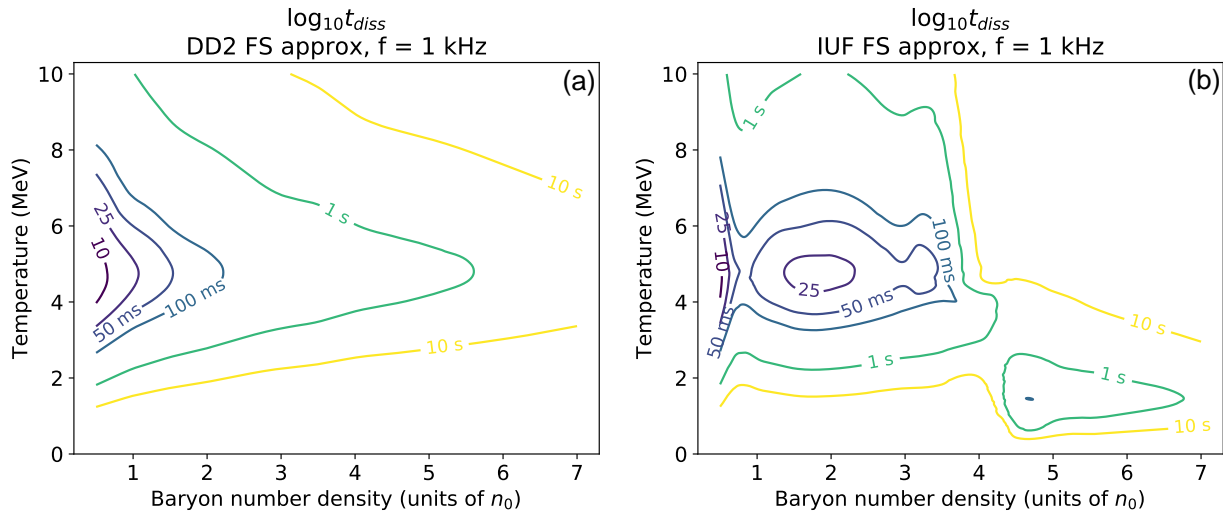 log₁₀t_diss
DD2 FS approx, f = 1 kHz
(a)
Temperature (MeV)
10
8
6
4
2
0
10 s
1 s
25
10
50 ms
100 ms
10 s
1
2
3
4
5
6
7
Baryon number density (units of n₀)
log₁₀t_diss
IUF FS approx, f = 1 kHz
(b)
Temperature (MeV)
10
8
6
4
2
0
1 s
25
10
50 ms
100 ms
25
50 ms
1 s
10 s
1 s
10 s
1
2
3
4
5
6
7
Baryon number density (units of n₀)